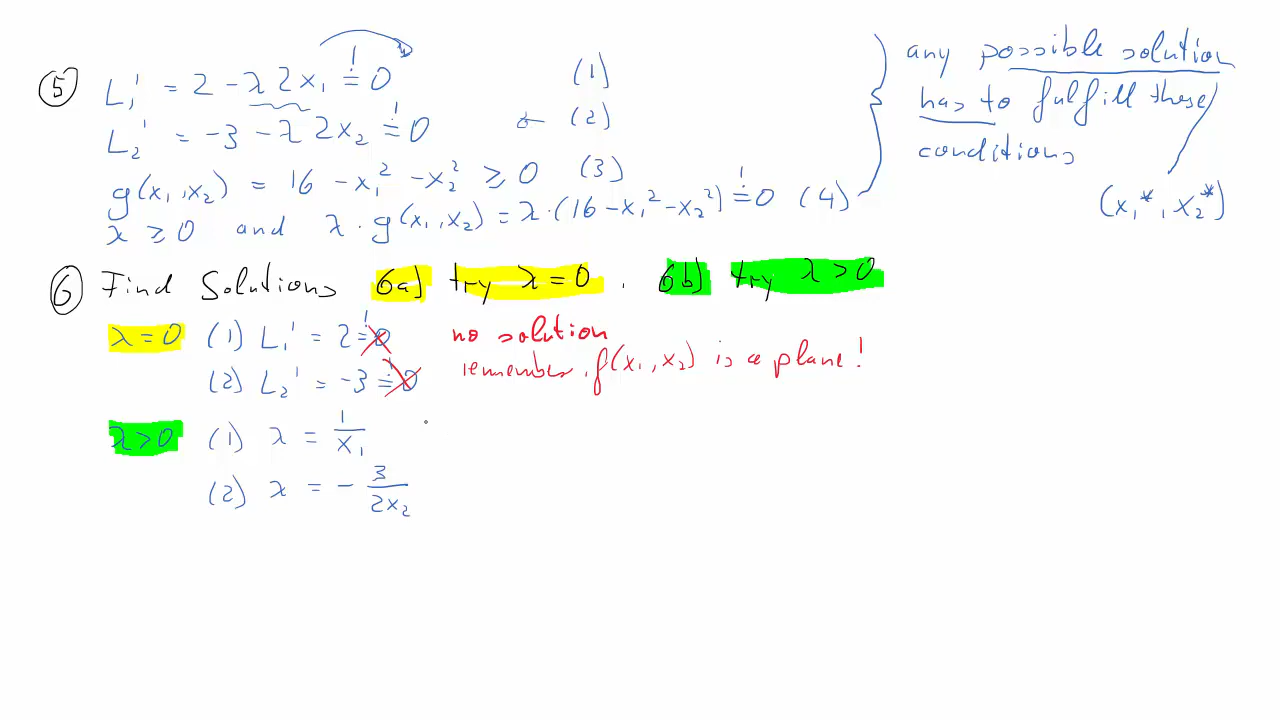 ⑤ L₁' = 2 - λ 2x₁ =! 0 (1)
L₂' = -3 - λ 2x₂ =! 0 ← (2)
g(x₁,x₂) = 16 - x₁² - x₂² ≥ 0 (3)
λ ≥ 0 and λ · g(x₁,x₂) = λ·(16 - x₁² - x₂²) =! 0 (4)
any possible solution
has to fulfill these
conditions
(x₁*, x₂*)
⑥ Find Solutions 6a) try λ = 0 . 6b) try λ > 0
λ = 0 (1) L₁' = 2 =! 0 no solution
remember, f(x₁,x₂) is a plane!
(2) L₂' = -3 =! 0
λ > 0 (1) λ = 1/x₁
(2) λ = - 3/2x₂